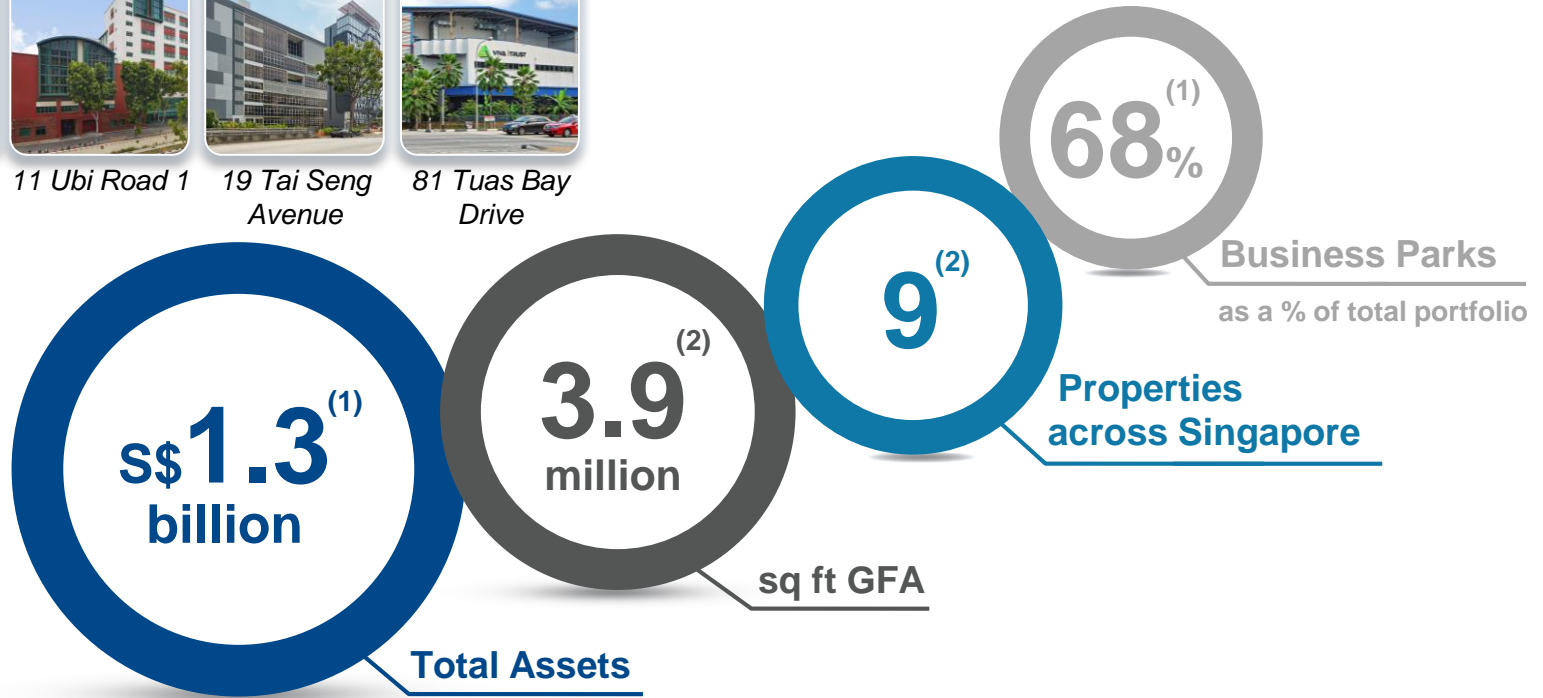 VIVA iTRUST
11 Ubi Road 1
19 Tai Seng
Avenue
81 Tuas Bay
Drive
S$1.3(1)
billion
Total Assets
3.9(2)
million
sq ft GFA
9(2)
Properties
across Singapore
68%(1)
Business Parks
as a % of total portfolio